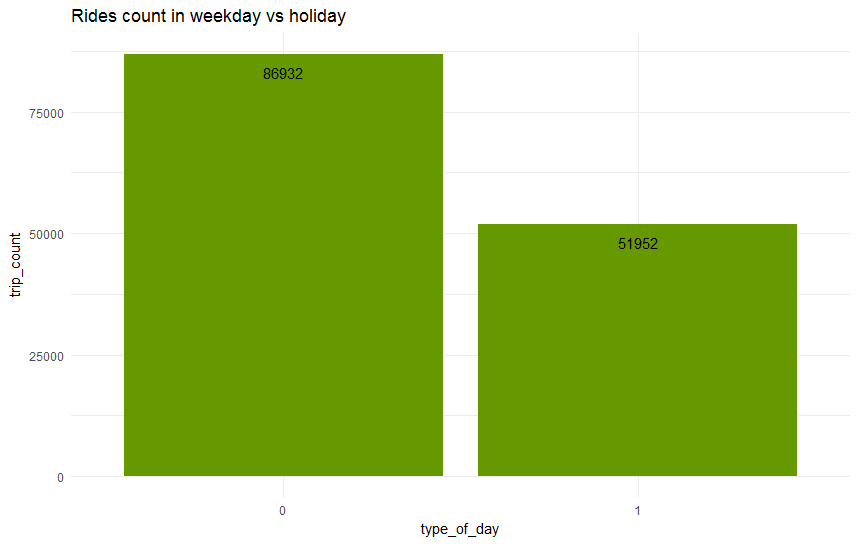 Rides count in weekday vs holiday
86932
75000
51952
50000
trip_count
25000
0
0
1
type_of_day